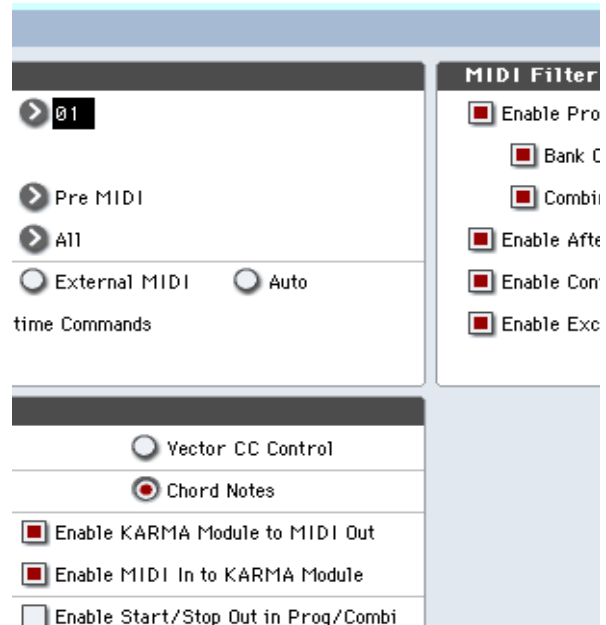 MIDI Filter
01
Enable Pro
Bank
Pre MIDI
Combi
All
Enable Afte
External MIDI
Auto
Enable Con
time Commands
Enable Exc
Vector CC Control
Chord Notes
Enable KARMA Module to MIDI Out
Enable MIDI In to KARMA Module
Enable Start/Stop Out in Prog/Combi